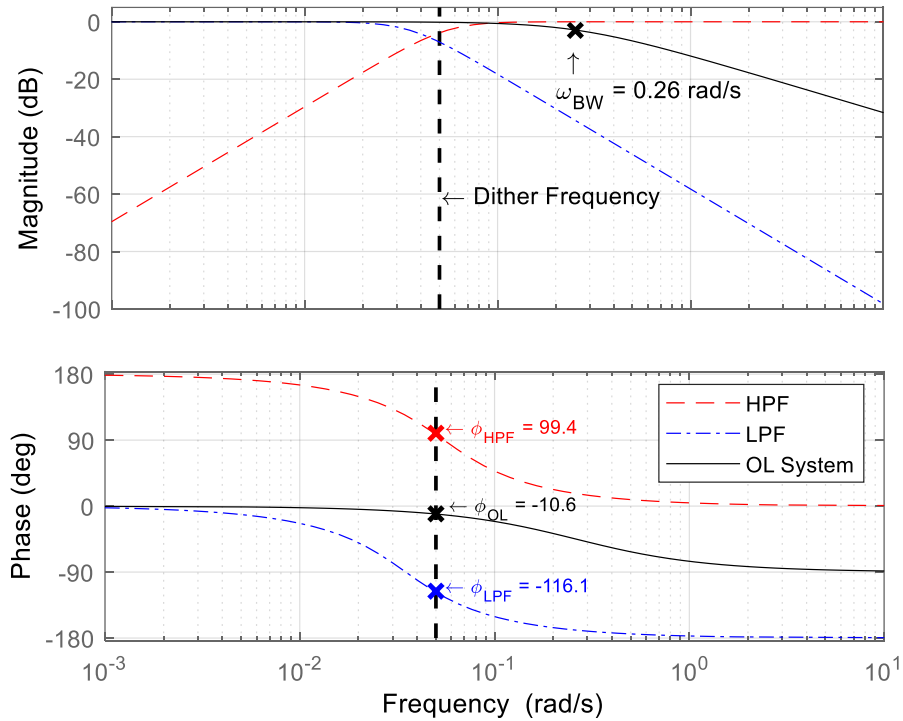 0
-20
-40
-60
-80
-100
Magnitude (dB)
↑
ω_BW = 0.26 rad/s
← Dither Frequency
180
90
0
-90
-180
Phase (deg)
← ϕ_HPF = 99.4
← ϕ_OL = -10.6
← ϕ_LPF = -116.1
HPF
LPF
OL System
10^-3
10^-2
10^-1
10^0
10^1
Frequency (rad/s)